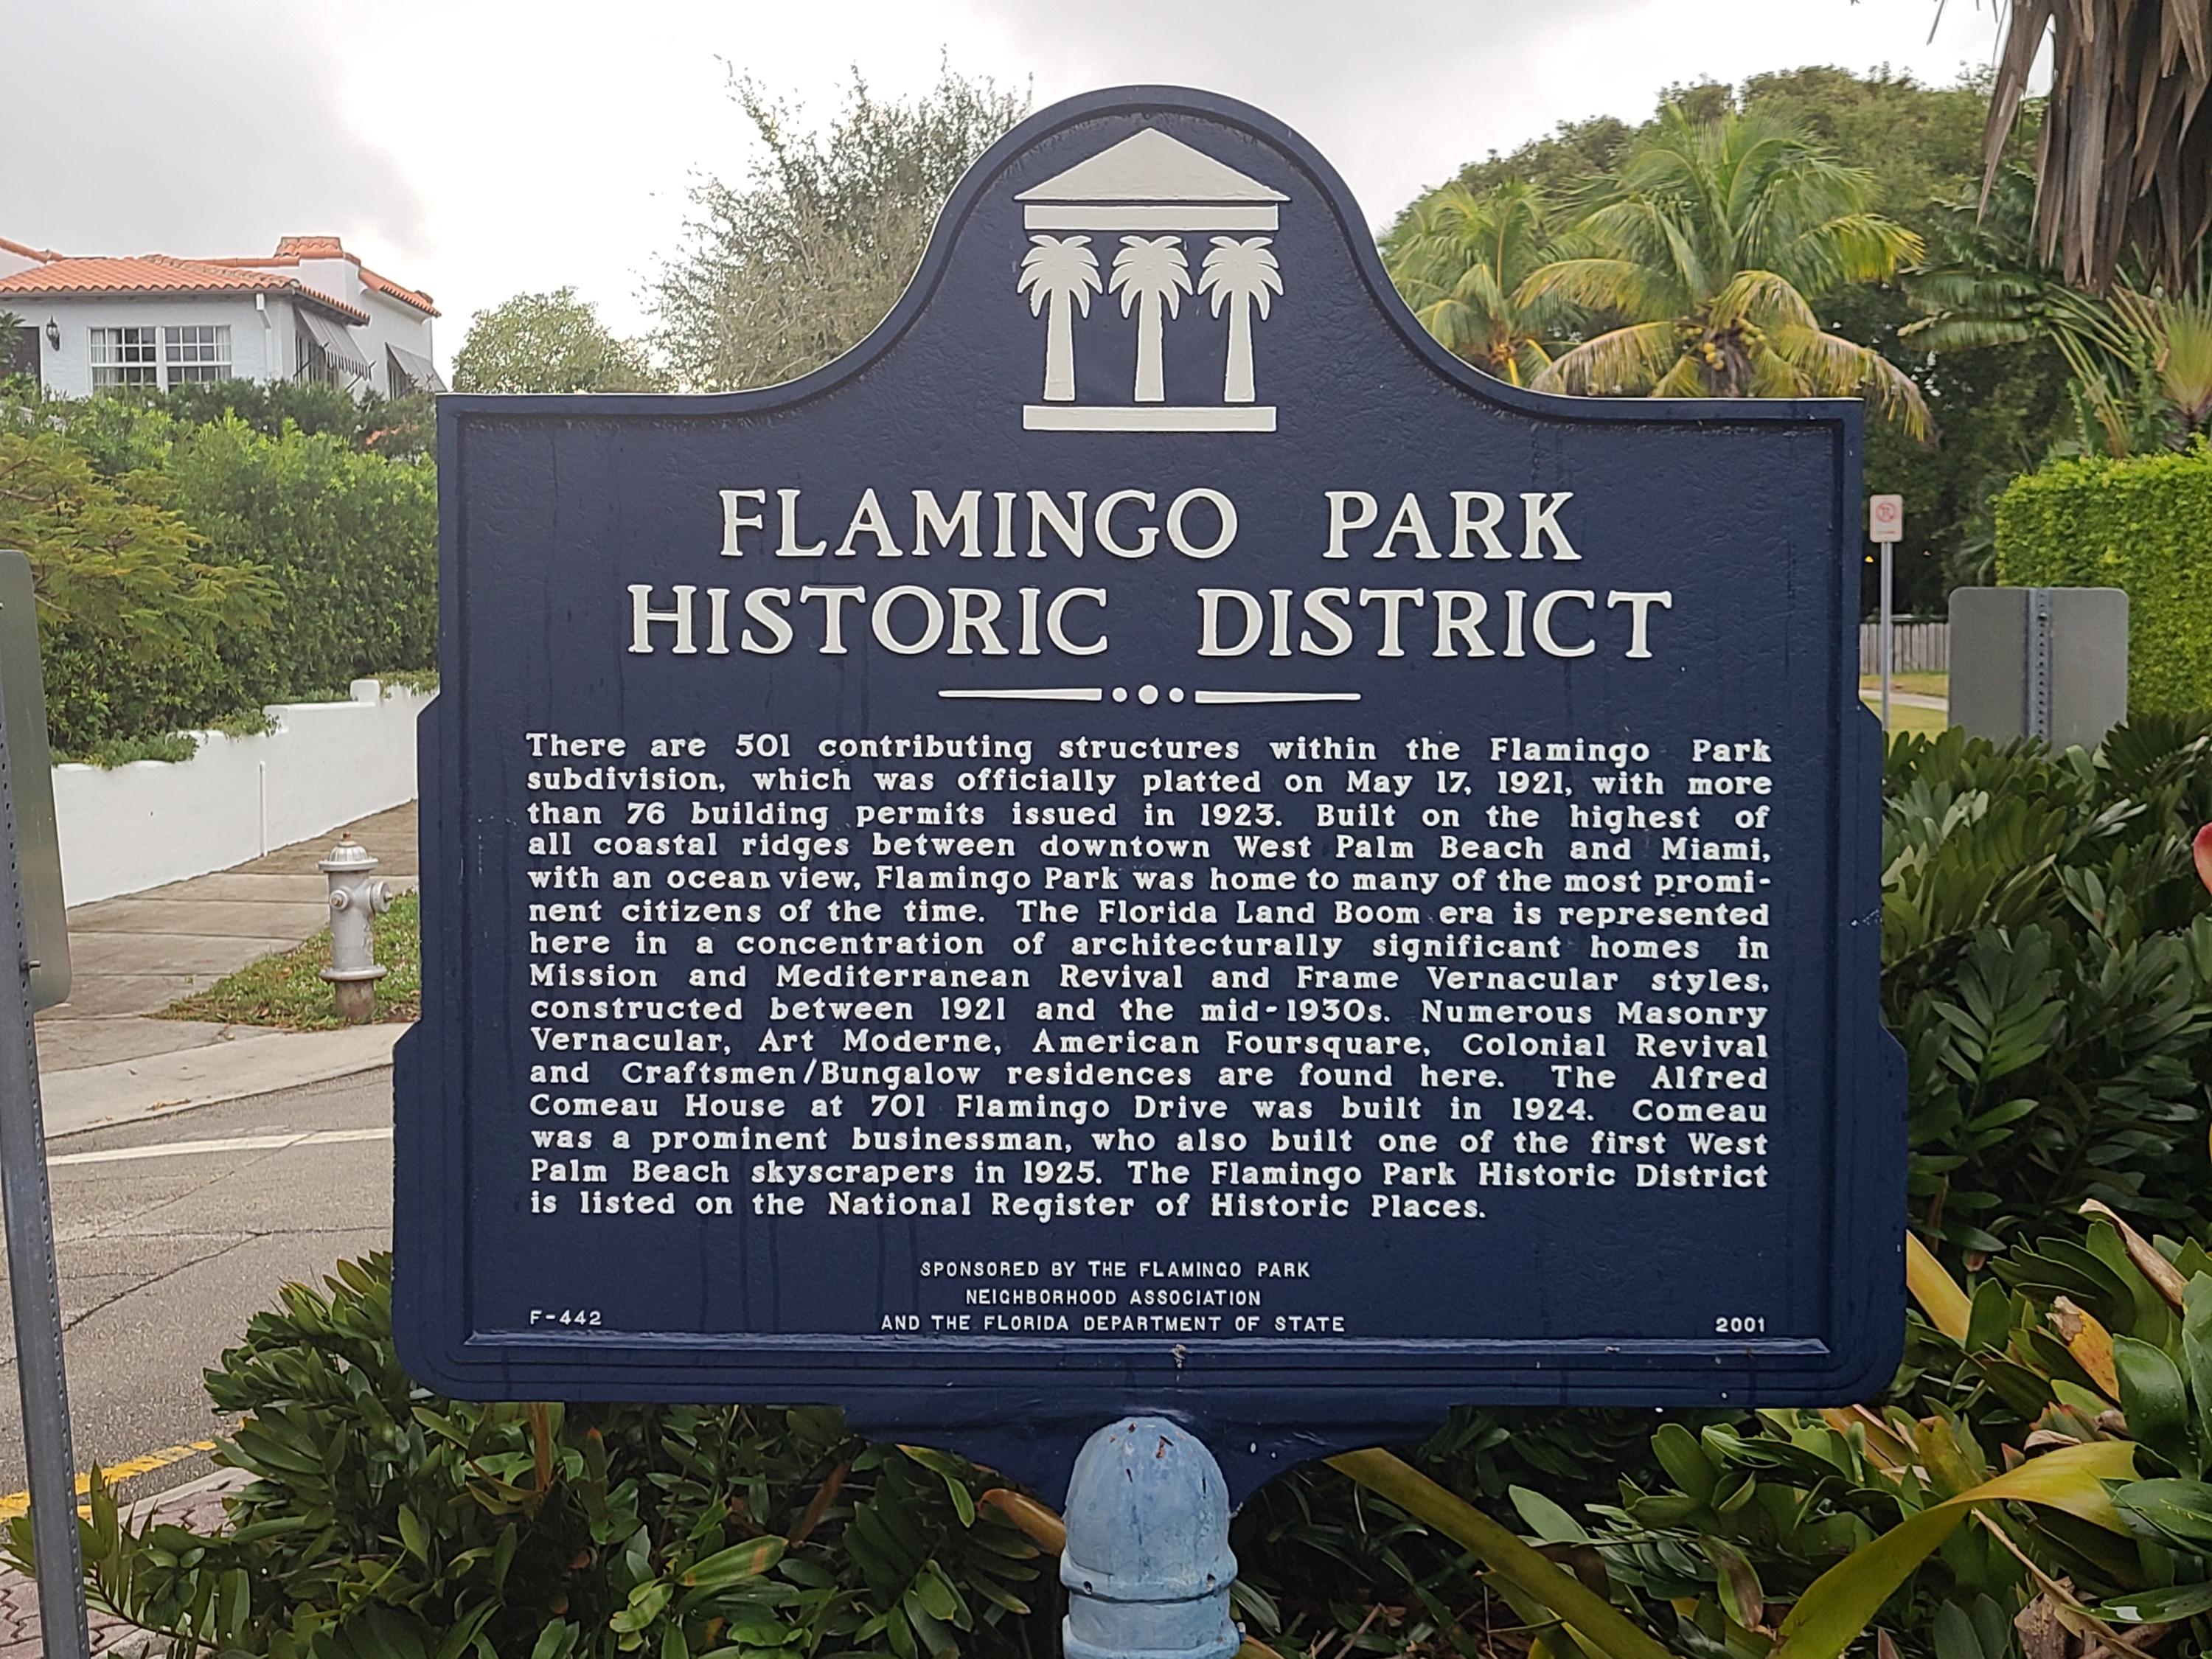 FLAMINGO PARK
HISTORIC DISTRICT
There are 501 contributing structures within the Flamingo Park
subdivision, which was officially platted on May 17, 1921, with more
than 76 building permits issued in 1923. Built on the highest of
all coastal ridges between downtown West Palm Beach and Miami,
with an ocean view, Flamingo Park was home to many of the most promi-
nent citizens of the time. The Florida Land Boom era is represented
here in a concentration of architecturally significant homes in
Mission and Mediterranean Revival and Frame Vernacular styles,
constructed between 1921 and the mid-1930s. Numerous Masonry
Vernacular, Art Moderne, American Foursquare, Colonial Revival
and Craftsmen/Bungalow residences are found here. The Alfred
Comeau House at 701 Flamingo Drive was built in 1924. Comeau
was a prominent businessman, who also built one of the first West
Palm Beach skyscrapers in 1925. The Flamingo Park Historic District
is listed on the National Register of Historic Places.
SPONSORED BY THE FLAMINGO PARK
NEIGHBORHOOD ASSOCIATION
AND THE FLORIDA DEPARTMENT OF STATE
F-442
2001